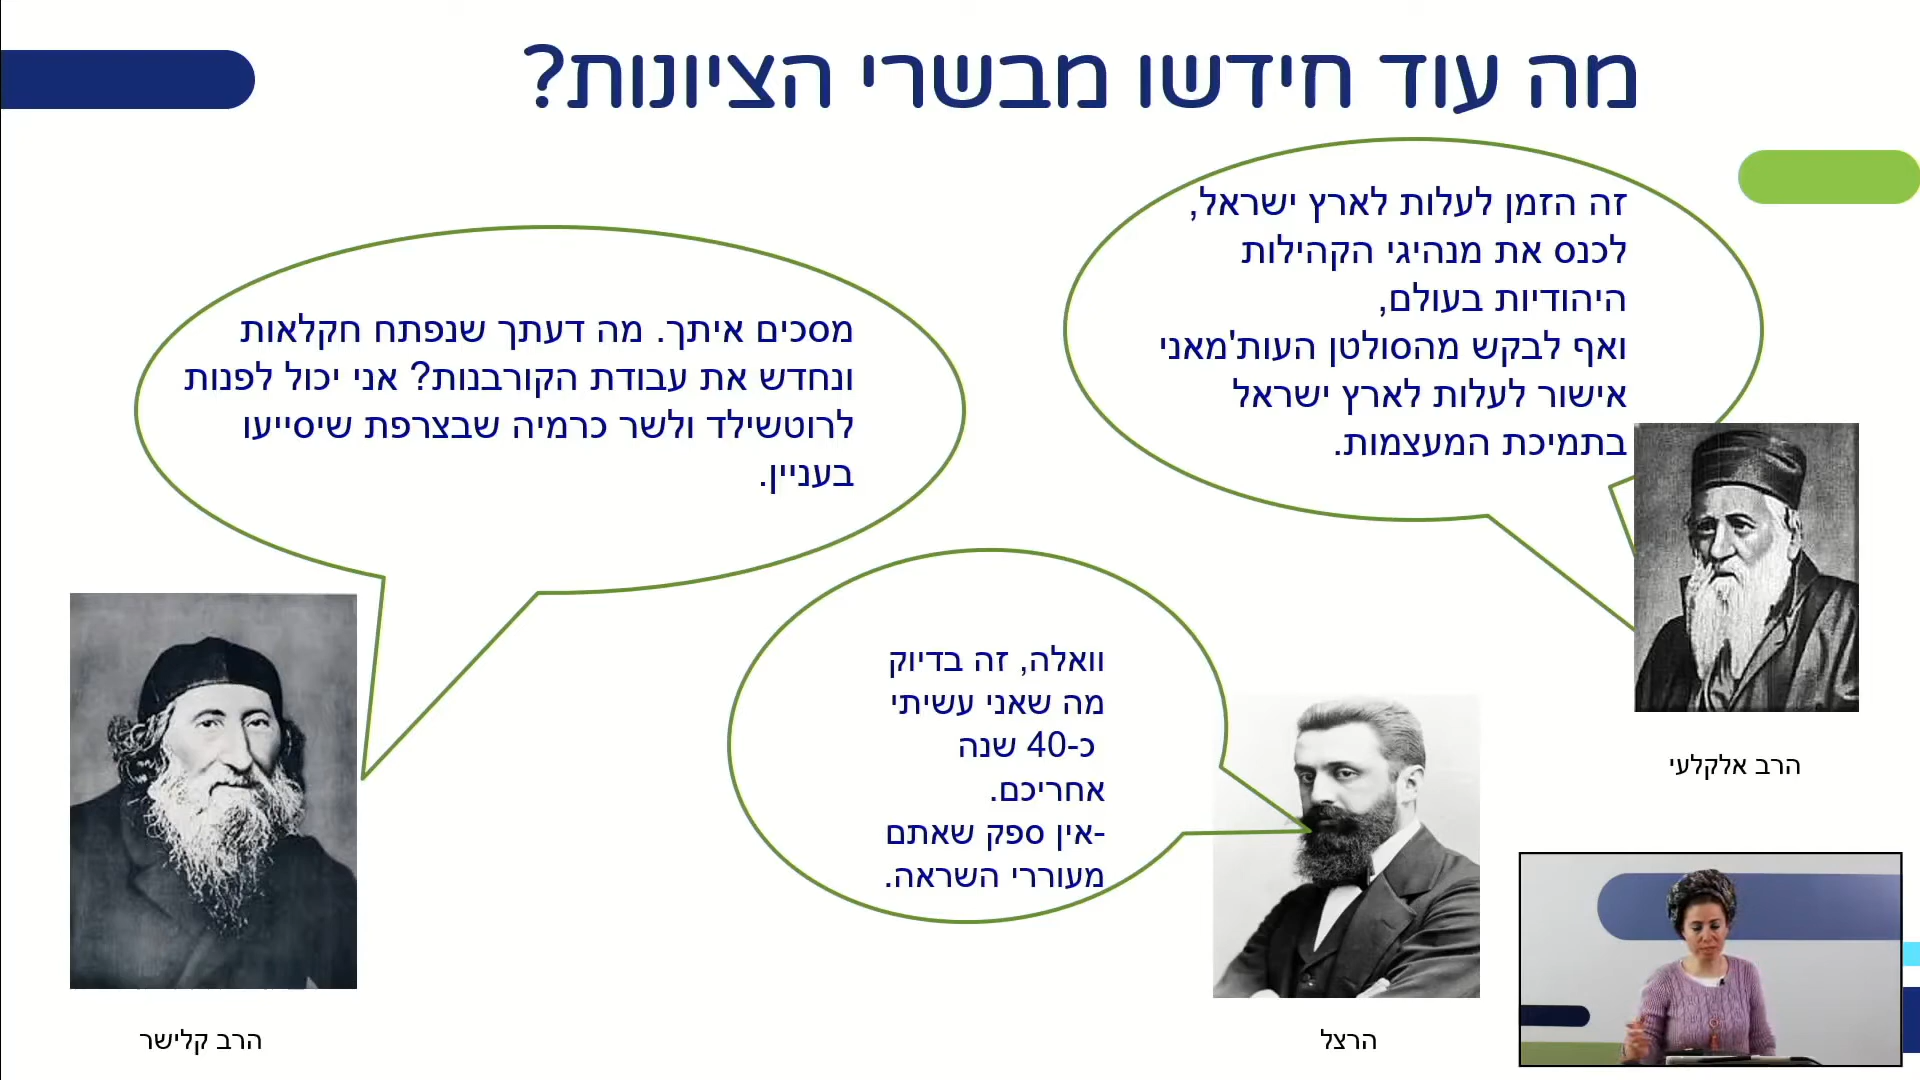 מה עוד חידשו מבשרי הציונות?
זה הזמן לעלות לארץ ישראל,
לכנס את מנהיגי הקהילות
היהודיות בעולם,
ואף לבקש מהסולטן העות'מאני
אישור לעלות לארץ ישראל
בתמיכת המעצמות.
הרב אלקלעי
מסכים איתך. מה דעתך שנפתח חקלאות
ונחדש את עבודת הקורבנות? אני יכול לפנות
לרוטשילד ולשר כרמיה שבצרפת שיסייעו
בעניין.
הרב קלישר
וואלה, זה בדיוק
מה שאני עשיתי
כ-40 שנה
אחריכם.
-אין ספק שאתם
מעוררי השראה.
הרצל